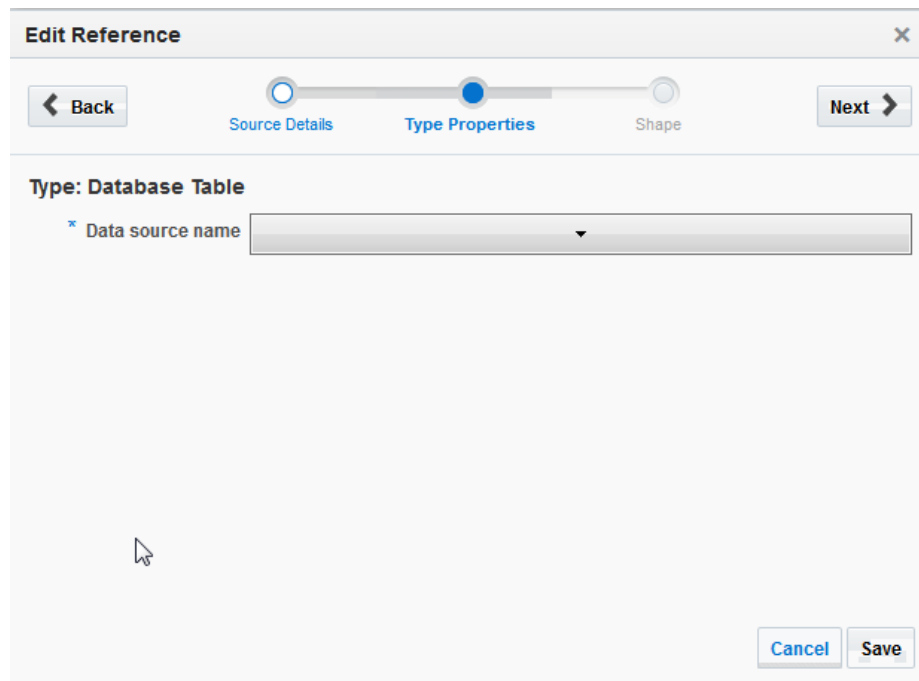 Edit Reference
Back
Source Details
Type Properties
Shape
Next
Type: Database Table
* Data source name
Cancel
Save